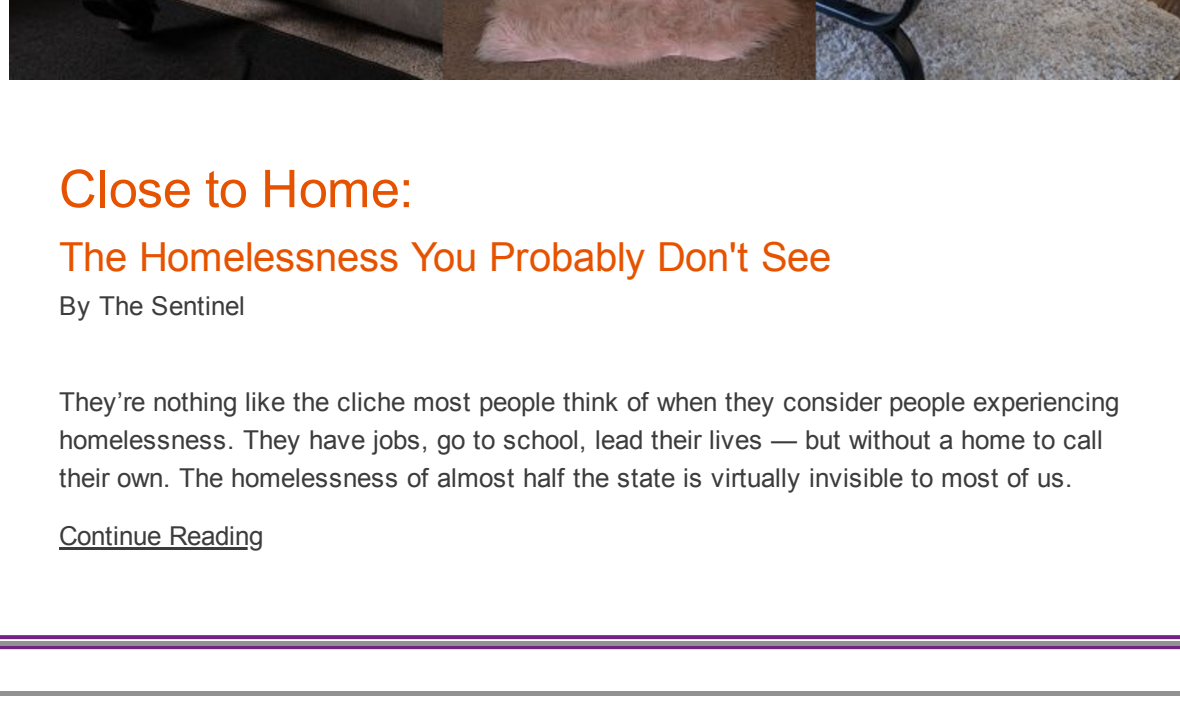 Close to Home:
The Homelessness You Probably Don't See
By The Sentinel
They’re nothing like the cliche most people think of when they consider people experiencing
homelessness. They have jobs, go to school, lead their lives — but without a home to call
their own. The homelessness of almost half the state is virtually invisible to most of us.
Continue Reading